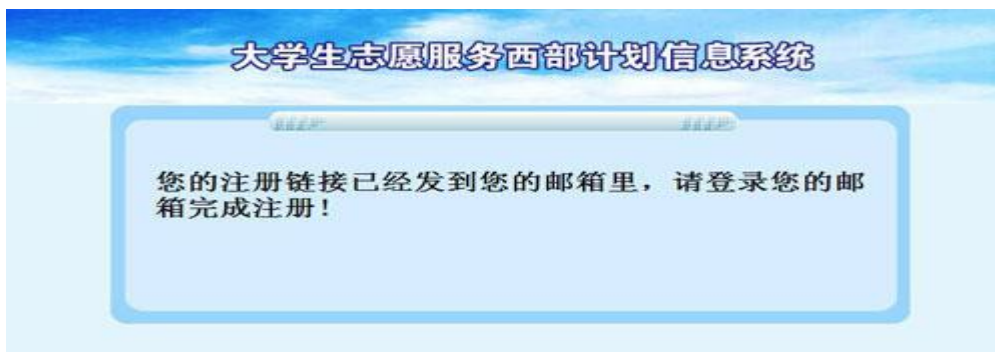 大学生志愿服务西部计划信息系统
您的注册链接已经发到您的邮箱里，请登录您的邮
箱完成注册！